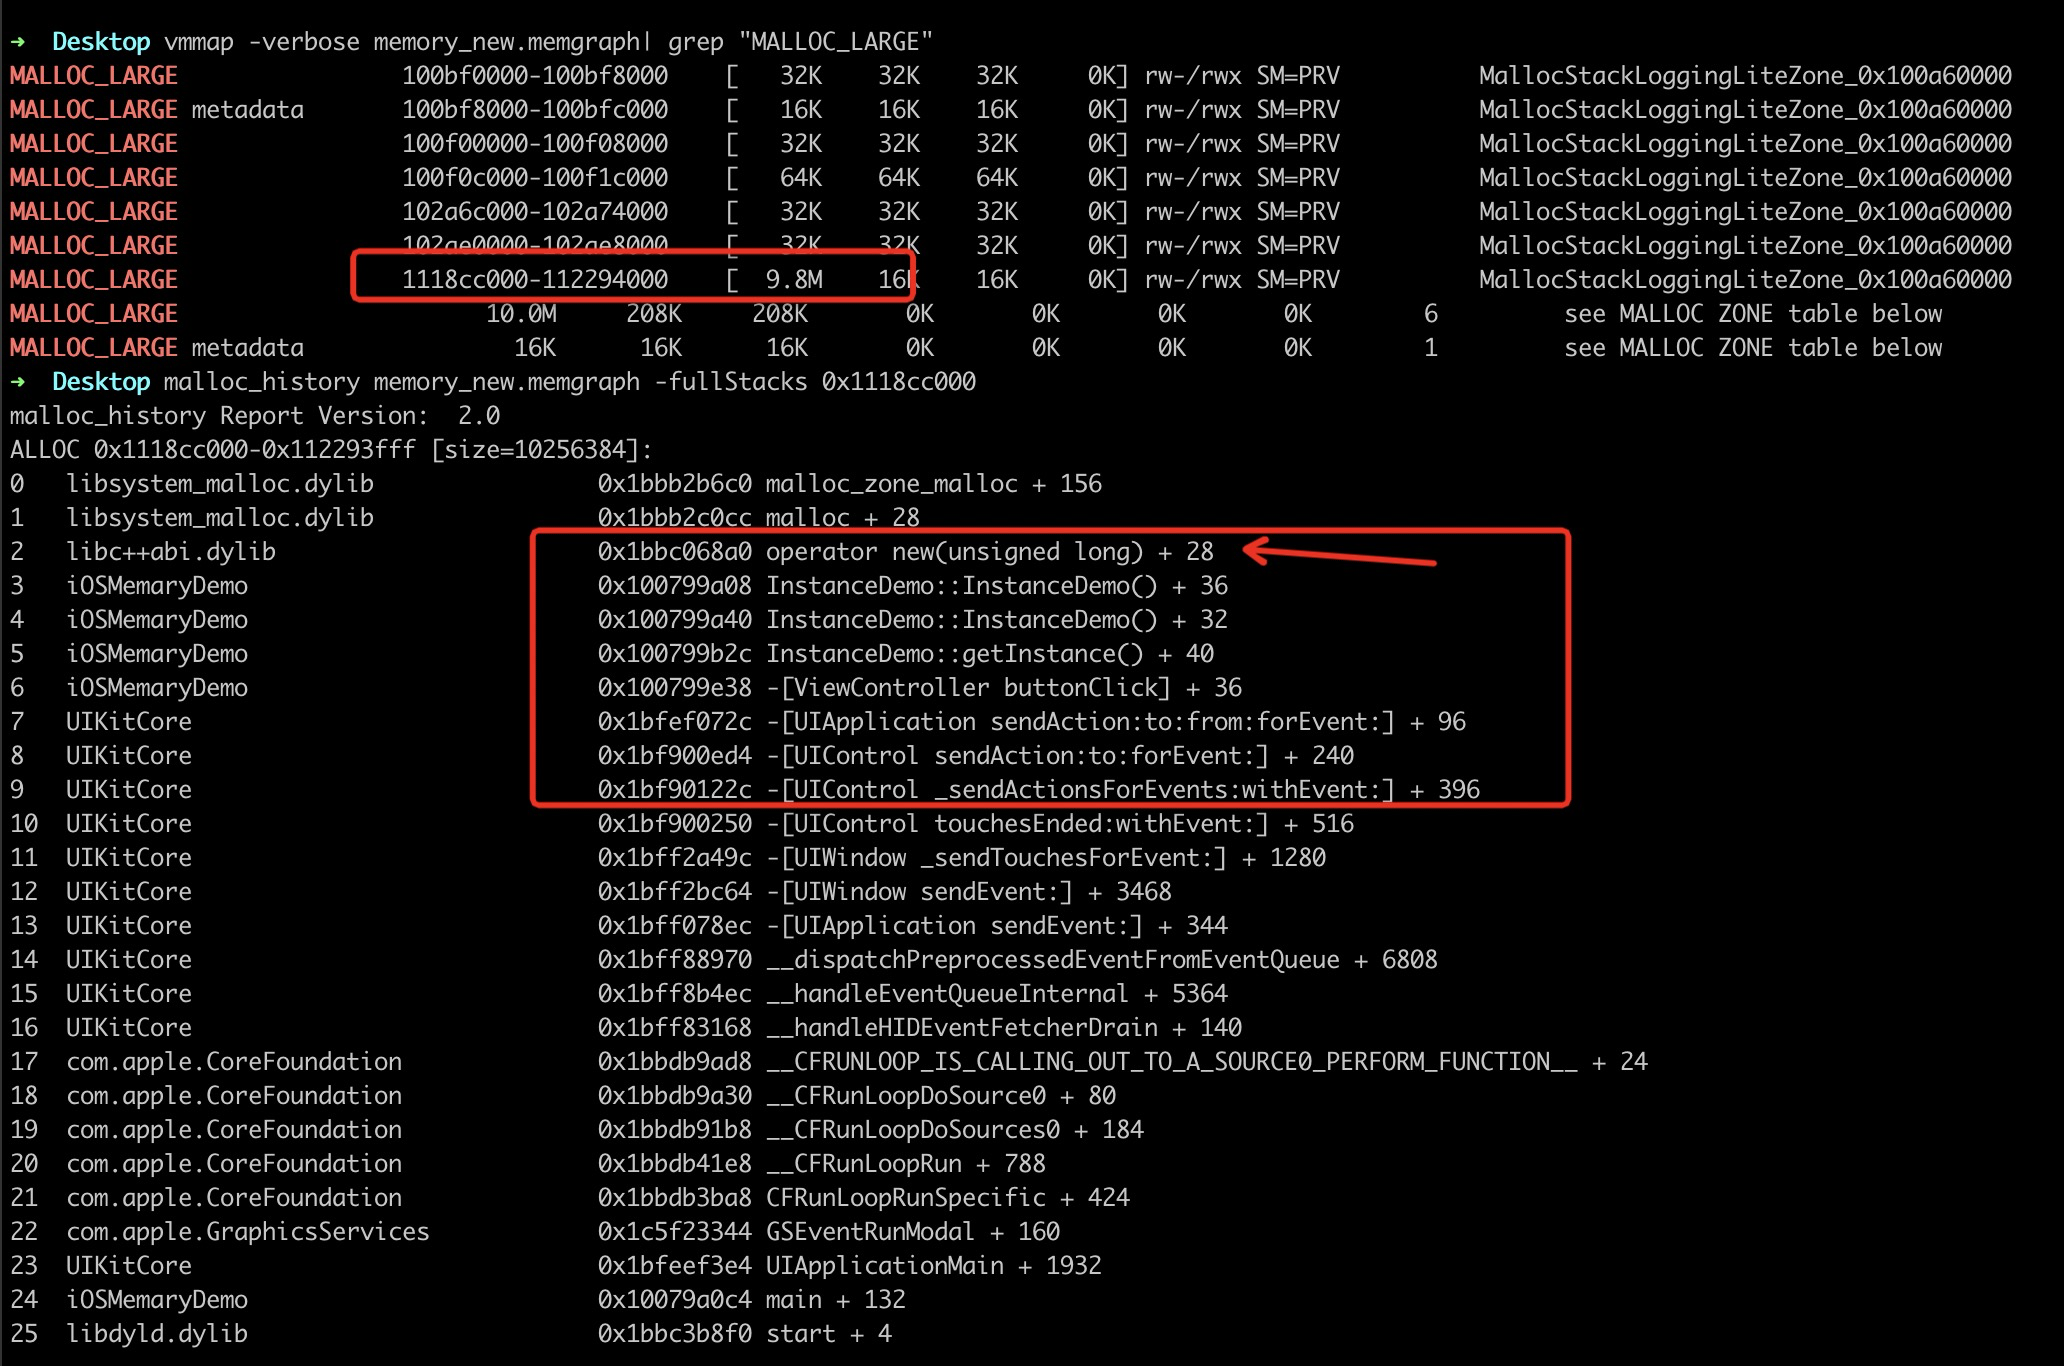 ➜  Desktop vmmap -verbose memory_new.memgraph| grep "MALLOC_LARGE"
MALLOC_LARGE 100bf0000-100bf8000 [ 32K 32K 32K 0K] rw-/rwx SM=PRV MallocStackLoggingLiteZone_0x100a60000
MALLOC_LARGE metadata 100bf8000-100bfc000 [ 16K 16K 16K 0K] rw-/rwx SM=PRV MallocStackLoggingLiteZone_0x100a60000
MALLOC_LARGE 100f00000-100f08000 [ 32K 32K 32K 0K] rw-/rwx SM=PRV MallocStackLoggingLiteZone_0x100a60000
MALLOC_LARGE 100f0c000-100f1c000 [ 64K 64K 64K 0K] rw-/rwx SM=PRV MallocStackLoggingLiteZone_0x100a60000
MALLOC_LARGE 102a6c000-102a74000 [ 32K 32K 32K 0K] rw-/rwx SM=PRV MallocStackLoggingLiteZone_0x100a60000
MALLOC_LARGE 102ae0000-102ae8000 [ 32K 32K 32K 0K] rw-/rwx SM=PRV MallocStackLoggingLiteZone_0x100a60000
MALLOC_LARGE 1118cc000-112294000 [ 9.8M 16K 16K 0K] rw-/rwx SM=PRV MallocStackLoggingLiteZone_0x100a60000
MALLOC_LARGE 10.0M 208K 208K 0K 0K 0K 0K 6 see MALLOC ZONE table below
MALLOC_LARGE metadata 16K 16K 16K 0K 0K 0K 0K 1 see MALLOC ZONE table below
➜  Desktop malloc_history memory_new.memgraph -fullStacks 0x1118cc000
malloc_history Report Version:  2.0
ALLOC 0x1118cc000-0x112293fff [size=10256384]:
0 libsystem_malloc.dylib 0x1bbb2b6c0 malloc_zone_malloc + 156
1 libsystem_malloc.dylib 0x1bbb2c0cc malloc + 28
2 libc++abi.dylib 0x1bbc068a0 operator new(unsigned long) + 28
3 iOSMemaryDemo 0x100799a08 InstanceDemo::InstanceDemo() + 36
4 iOSMemaryDemo 0x100799a40 InstanceDemo::InstanceDemo() + 32
5 iOSMemaryDemo 0x100799b2c InstanceDemo::getInstance() + 40
6 iOSMemaryDemo 0x100799e38 -[ViewController buttonClick] + 36
7 UIKitCore 0x1bfef072c -[UIApplication sendAction:to:from:forEvent:] + 96
8 UIKitCore 0x1bf900ed4 -[UIControl sendAction:to:forEvent:] + 240
9 UIKitCore 0x1bf90122c -[UIControl _sendActionsForEvents:withEvent:] + 396
10 UIKitCore 0x1bf900250 -[UIControl touchesEnded:withEvent:] + 516
11 UIKitCore 0x1bff2a49c -[UIWindow _sendTouchesForEvent:] + 1280
12 UIKitCore 0x1bff2bc64 -[UIWindow sendEvent:] + 3468
13 UIKitCore 0x1bff078ec -[UIApplication sendEvent:] + 344
14 UIKitCore 0x1bff88970 __dispatchPreprocessedEventFromEventQueue + 6808
15 UIKitCore 0x1bff8b4ec __handleEventQueueInternal + 5364
16 UIKitCore 0x1bff83168 __handleHIDEventFetcherDrain + 140
17 com.apple.CoreFoundation 0x1bbdb9ad8 __CFRUNLOOP_IS_CALLING_OUT_TO_A_SOURCE0_PERFORM_FUNCTION__ + 24
18 com.apple.CoreFoundation 0x1bbdb9a30 __CFRunLoopDoSource0 + 80
19 com.apple.CoreFoundation 0x1bbdb91b8 __CFRunLoopDoSources0 + 184
20 com.apple.CoreFoundation 0x1bbdb41e8 __CFRunLoopRun + 788
21 com.apple.CoreFoundation 0x1bbdb3ba8 CFRunLoopRunSpecific + 424
22 com.apple.GraphicsServices 0x1c5f23344 GSEventRunModal + 160
23 UIKitCore 0x1bfeef3e4 UIApplicationMain + 1932
24 iOSMemaryDemo 0x10079a0c4 main + 132
25 libdyld.dylib 0x1bbc3b8f0 start + 4